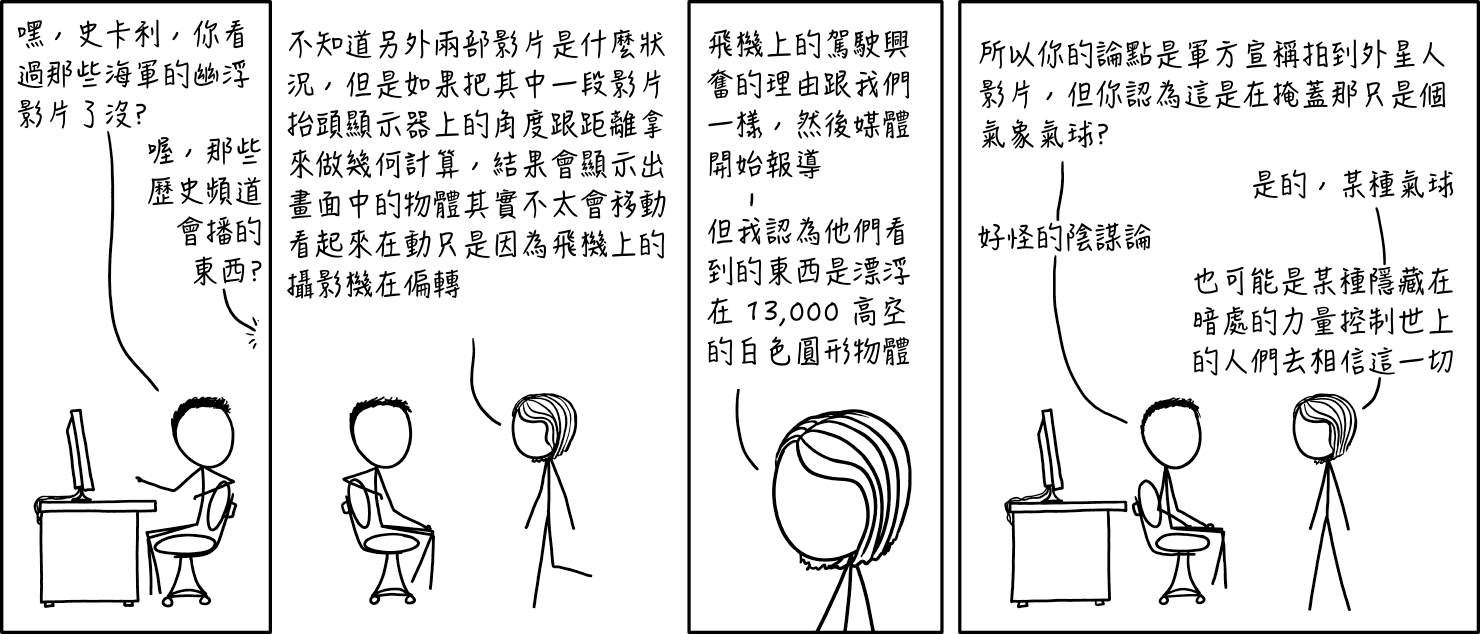 嘿，史卡利，你看
過那些海軍的幽浮
影片了沒?
喔，那些
歷史頻道
會播的
東西?
不知道另外兩部影片是什麼狀
況，但是如果把其中一段影片
抬頭顯示器上的角度跟距離拿
來做幾何計算，結果會顯示出
畫面中的物體其實不太會移動
看起來在動只是因為飛機上的
攝影機在偏轉
飛機上的駕駛興
奮的理由跟我們
一樣，然後媒體
開始報導
但我認為他們看
到的東西是漂浮
在 13,000 高空
的白色圓形物體
所以你的論點是軍方宣稱拍到外星人
影片，但你認為這是在掩蓋那只是個
氣象氣球?
是的，某種氣球
好怪的陰謀論
也可能是某種隱藏在
暗處的力量控制世上
的人們去相信這一切